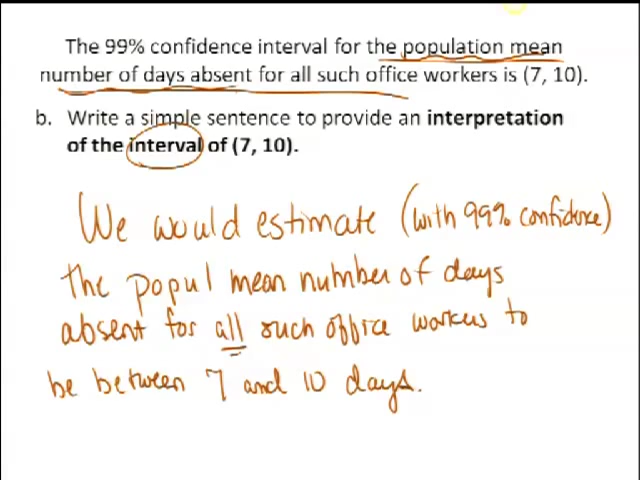 The 99% confidence interval for the population mean
number of days absent for all such office workers is (7, 10).
b. Write a simple sentence to provide an interpretation
of the interval of (7, 10).
We would estimate (with 99% confidence)
the popul mean number of days
absent for all such office workers to
be between 7 and 10 days.